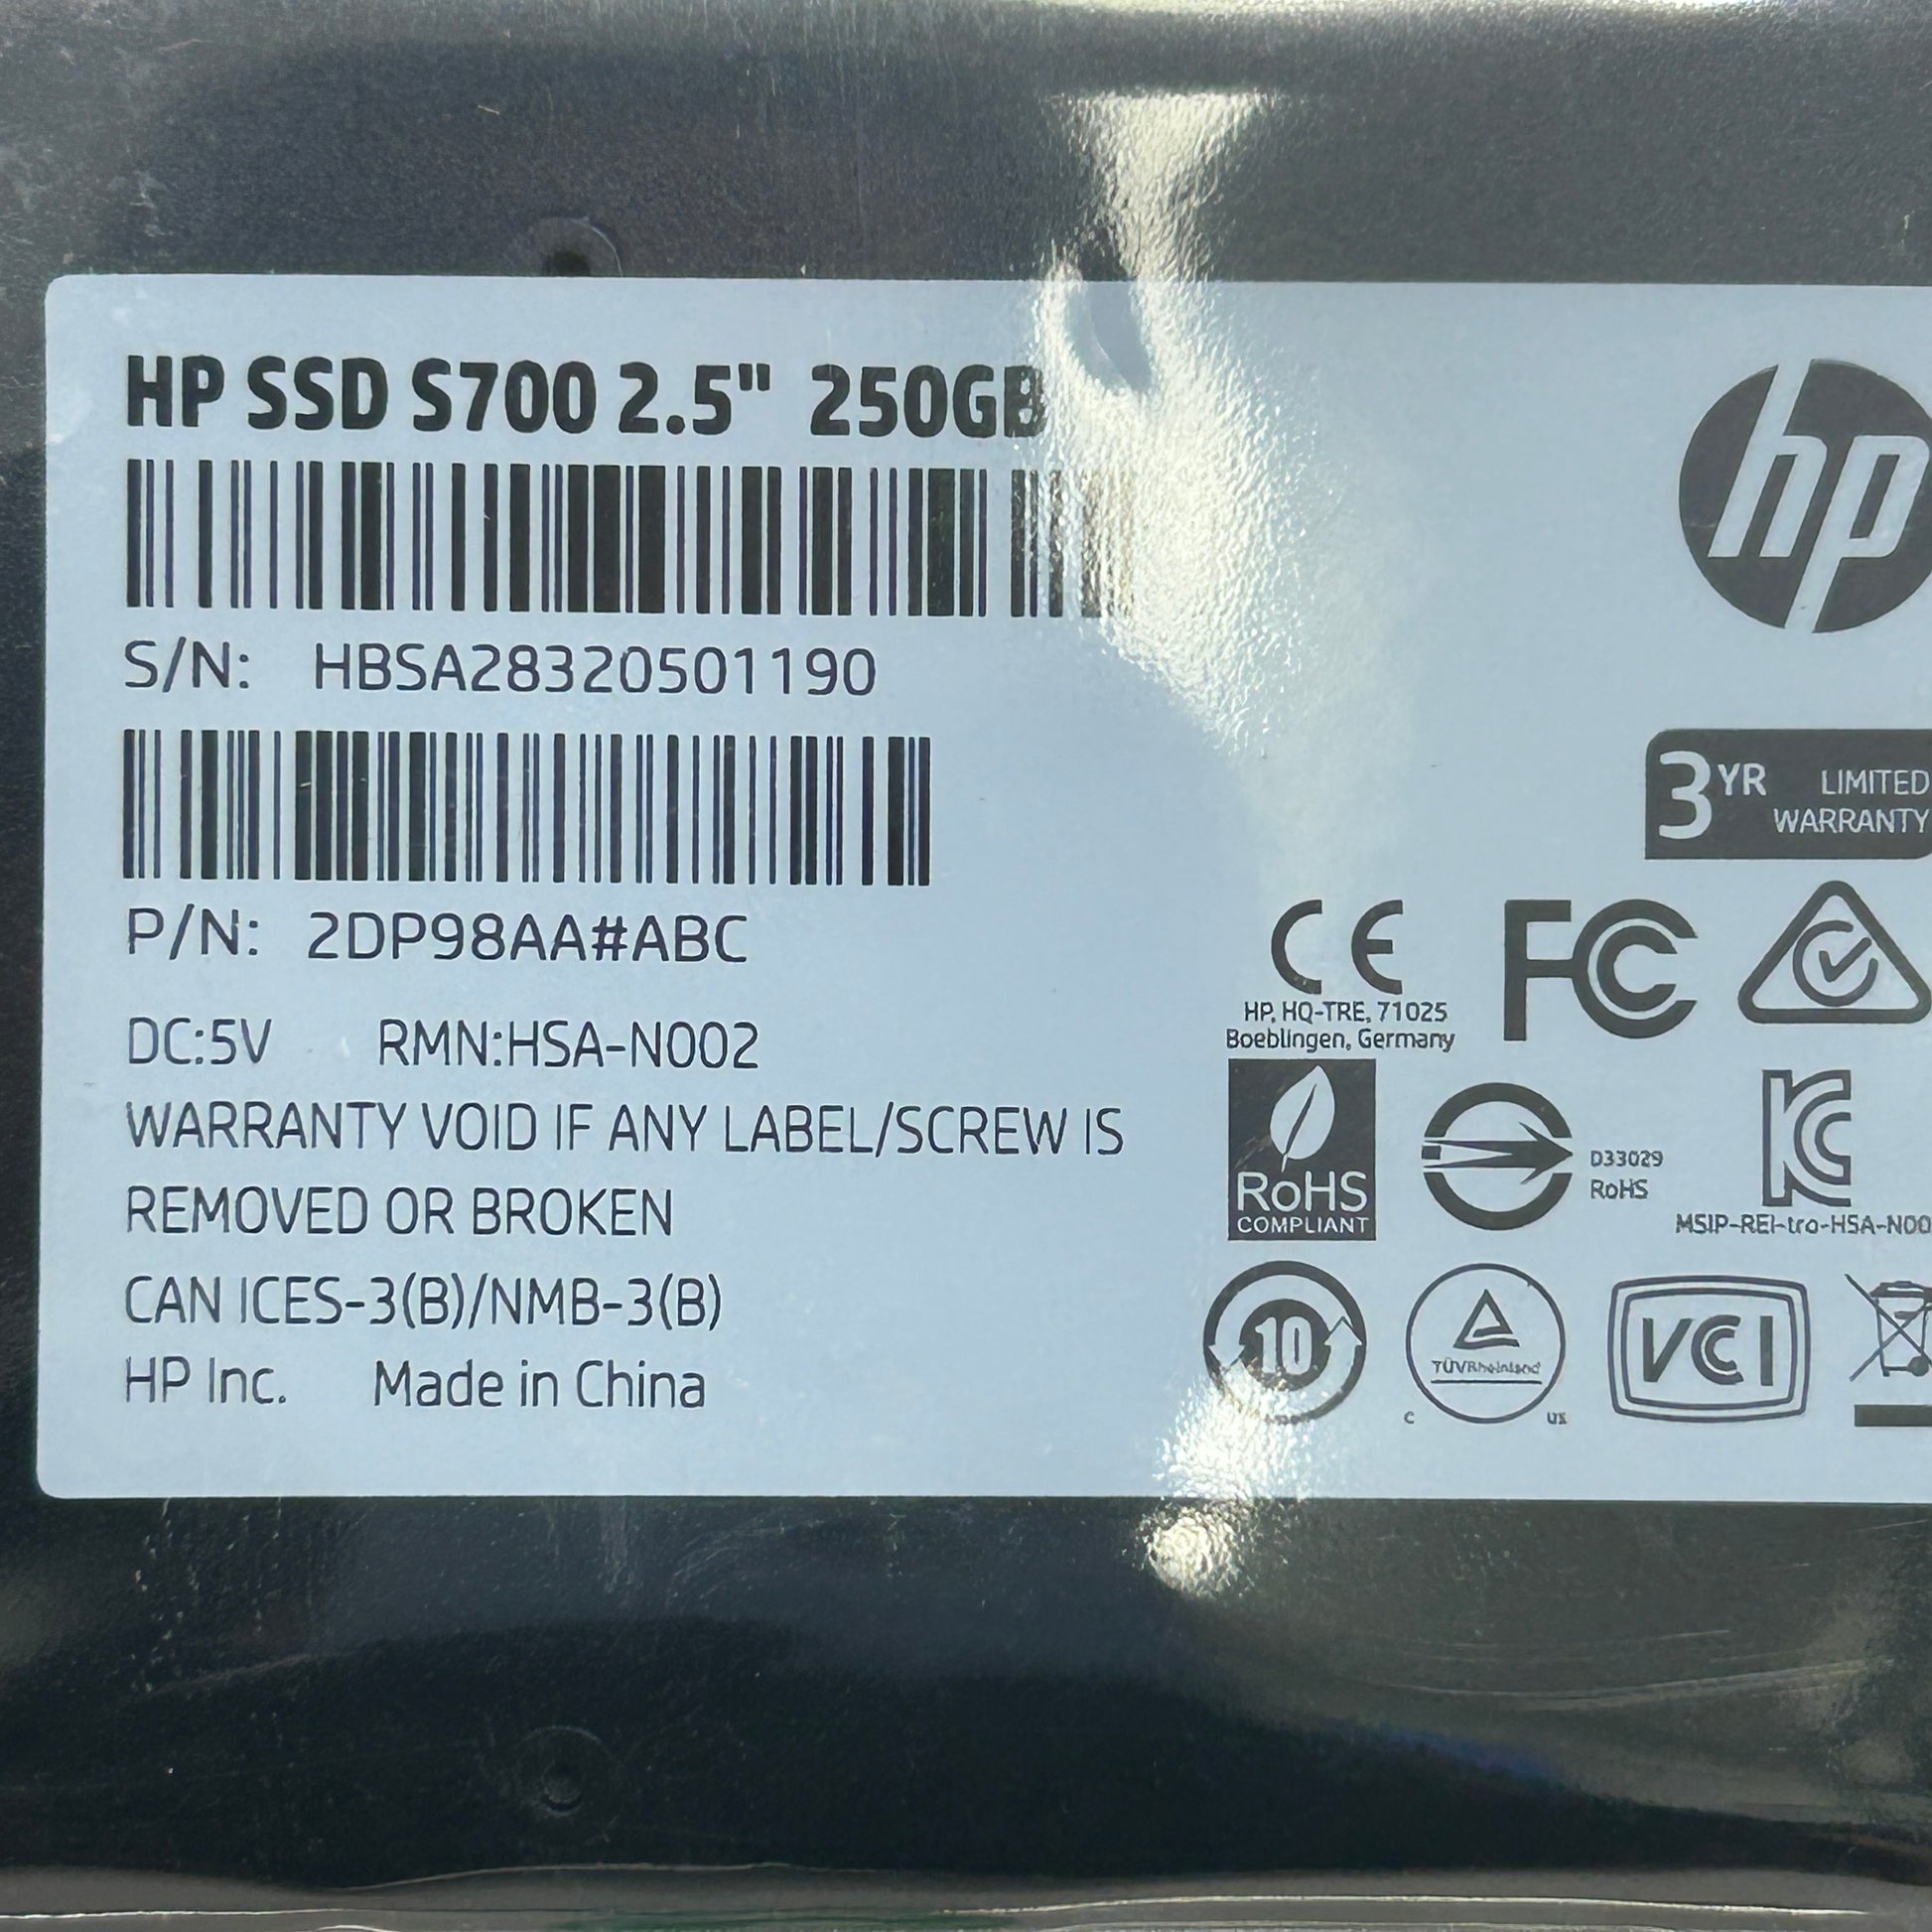 HP SSD S700 2.5" 250GB
hp
S/N: HBSA28320501190
3 YR LIMITED
WARRANTY
P/N: 2DP98AA#ABC
CE FC
HP, HQ-TRE, 71025
Boeblingen, Germany
DC:5V RMN:HSA-N002
WARRANTY VOID IF ANY LABEL/SCREW IS
REMOVED OR BROKEN
RoHS
COMPLIANT
D33029
RoHS
KC
MSIP-REI-tro-HSA-N00
CAN ICES-3(B)/NMB-3(B)
HP Inc. Made in China
10
TÜVRheinland
C US
VCI